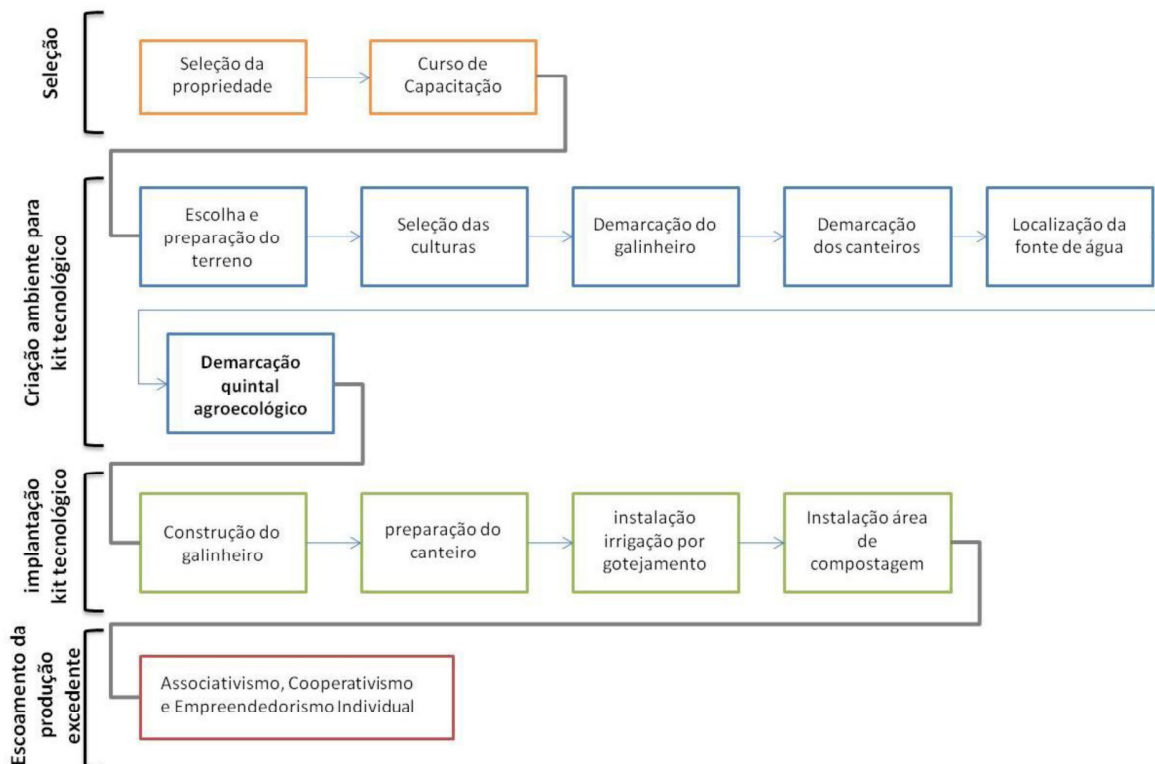 Seleção
Seleção da
propriedade
Curso de
Capacitação
Criação ambiente para
kit tecnológico
Escolha e
preparação do
terreno
Seleção das
culturas
Demarcação do
galinheiro
Demarcação
dos canteiros
Localização da
fonte de água
Demarcação
quintal
agroecológico
implantação
kit tecnológico
Construção do
galinheiro
preparação do
canteiro
instalação
irrigação por
gotejamento
Instalação área
de
compostagem
Escoamento da
produção
excedente
Associativismo, Cooperativismo
e Empreendedorismo Individual